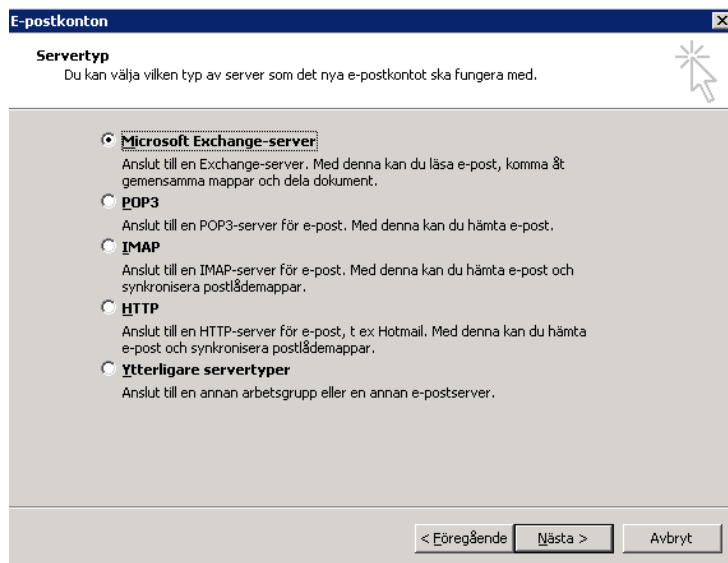 E-postkonton
Servertyp
Du kan välja vilken typ av server som det nya e-postkontot ska fungera med.
Microsoft Exchange-server
Anslut till en Exchange-server. Med denna kan du läsa e-post, komma åt
gemensamma mappar och dela dokument.
POP3
Anslut till en POP3-server för e-post. Med denna kan du hämta e-post.
IMAP
Anslut till en IMAP-server för e-post. Med denna kan du hämta e-post och
synkronisera postlådemappar.
HTTP
Anslut till en HTTP-server för e-post, t ex Hotmail. Med denna kan du hämta
e-post och synkronisera postlådemappar.
Ytterligare servertyper
Anslut till en annan arbetsgrupp eller en annan e-postserver.
< Föregående
Nästa >
Avbryt